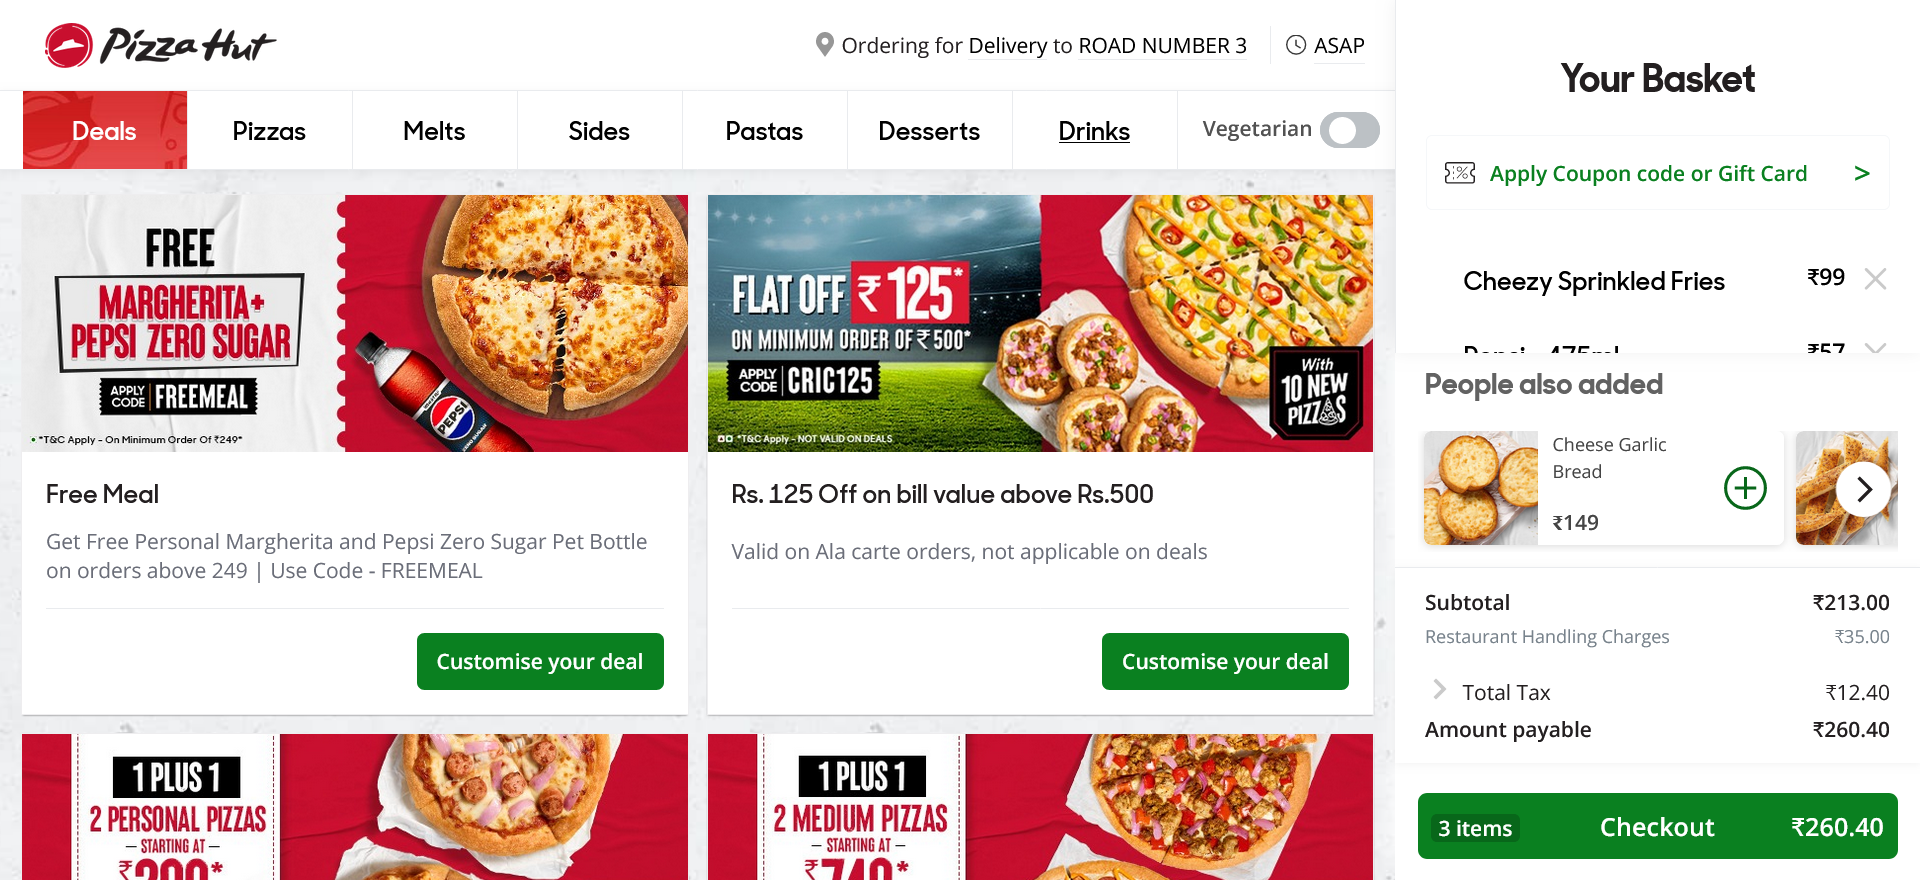 Pizza Hut
Ordering for Delivery to ROAD NUMBER 3
ASAP
Deals
Pizzas
Melts
Sides
Pastas
Desserts
Drinks
Vegetarian
FREE
MARGHERITA+
PEPSI ZERO SUGAR
APPLY CODE FREEMEAL
*T&C Apply - On Minimum Order Of ₹249*
PEPSI
Free Meal
Get Free Personal Margherita and Pepsi Zero Sugar Pet Bottle
on orders above 249 | Use Code - FREEMEAL
Customise your deal
FLAT OFF ₹125*
ON MINIMUM ORDER OF ₹500*
APPLY CODE CRIC125
*T&C Apply - NOT VALID ON DEALS
With
10 NEW
PIZZAS
Rs. 125 Off on bill value above Rs.500
Valid on Ala carte orders, not applicable on deals
Customise your deal
1 PLUS 1
2 PERSONAL PIZZAS
– STARTING AT –
1 PLUS 1
2 MEDIUM PIZZAS
– STARTING AT –
Your Basket
% Apply Coupon code or Gift Card >
Cheezy Sprinkled Fries ₹99
Pepsi - 475ml ₹57
People also added
Cheese Garlic
Bread
₹149
Subtotal ₹213.00
Restaurant Handling Charges ₹35.00
Total Tax ₹12.40
Amount payable ₹260.40
3 items Checkout ₹260.40